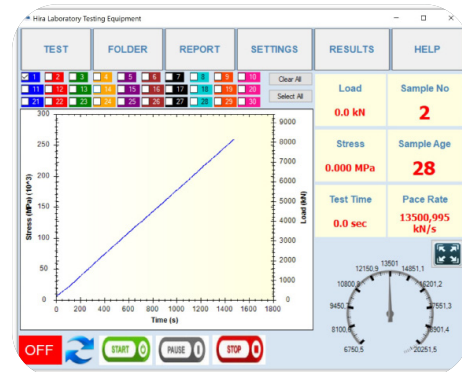 Hira Laboratory Testing Equipment
TEST FOLDER REPORT SETTINGS RESULTS HELP
1 2 3 4 5 6 7 8 9 10 Clear All
11 12 13 14 15 16 17 18 19 20 Select All
21 22 23 24 25 26 27 28 29 30
Load Sample No
0.0 kN 2
Stress Sample Age
0.000 MPa 28
Test Time Pace Rate
0.0 sec 13500,995
kN/s
Stress (MPa) (10^3)
300
250
200
150
100
50
0
9000
8000
7000
6000
5000
4000
3000
2000
1000
0
Load (kN)
0 200 400 600 800 1000 1200 1400 1600 1800
Time (s)
12150,9 13501 14851,1
10800,8 16201,2
9450,7 17551,3
8100,6 18901,4
6750,5 20251,5
OFF START PAUSE STOP